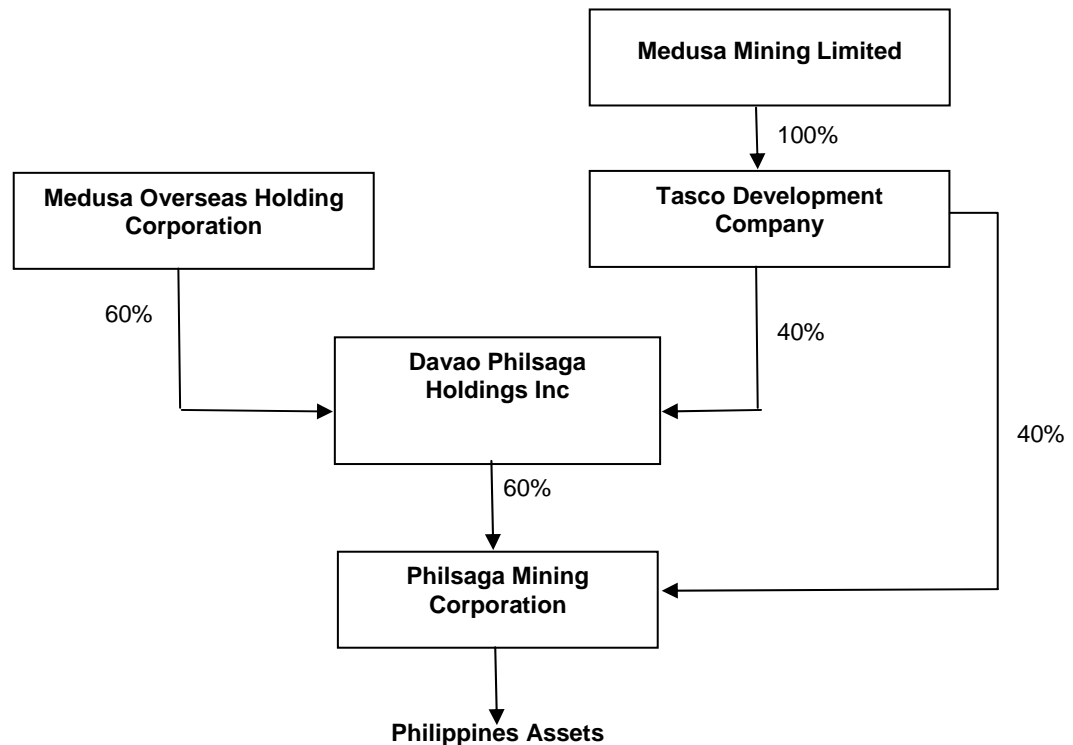 Medusa Mining Limited
100%
Medusa Overseas Holding
Corporation
Tasco Development
Company
60%
40%
Davao Philsaga
Holdings Inc
40%
60%
Philsaga Mining
Corporation
Philippines Assets